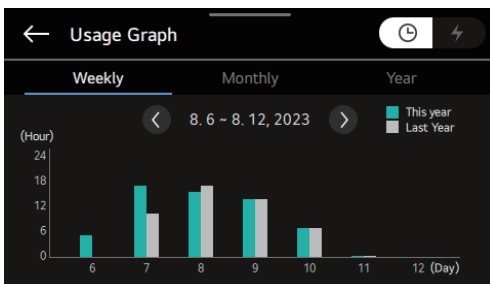 Usage Graph
Weekly Monthly Year
8. 6 ~ 8. 12, 2023
This year
Last Year
(Hour)
24
18
12
6
0
6 7 8 9 10 11 12 (Day)